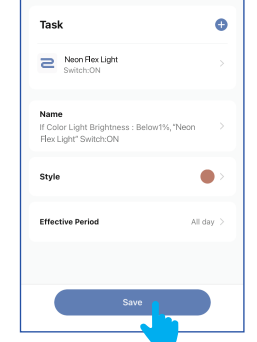 Task
Neon Flex Light
Switch:ON
Name
If Color Light Brightness : Below1%, "Neon
Flex Light" Switch:ON
Style
Effective Period
All day
Save